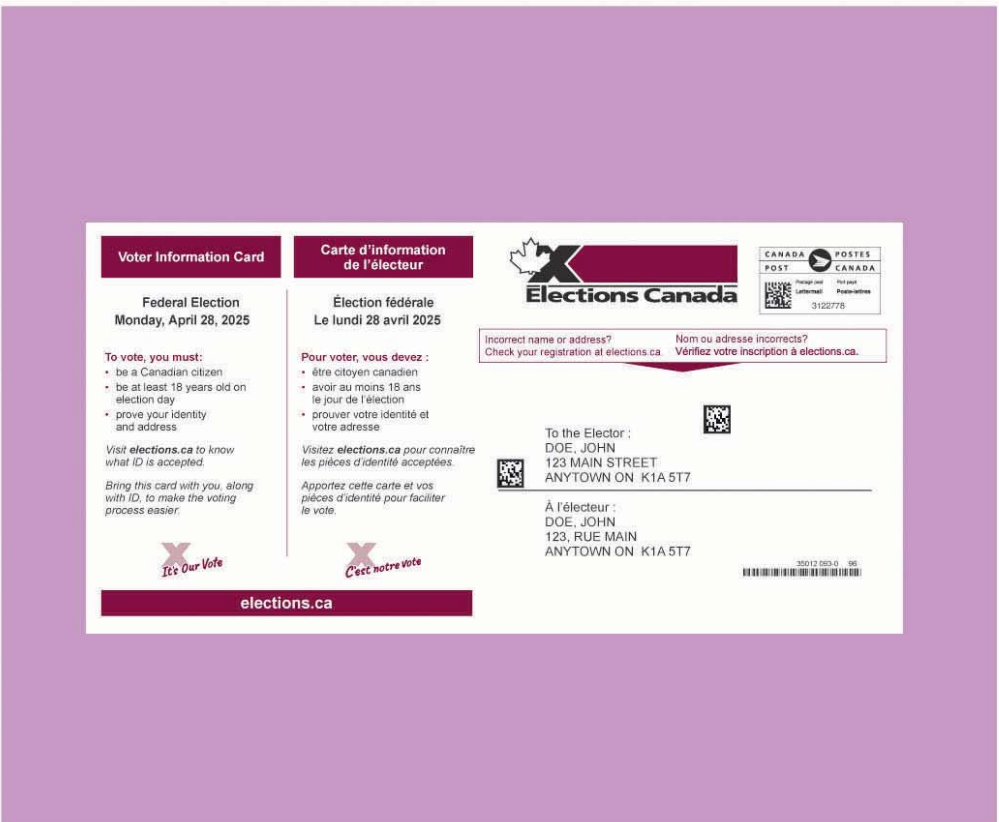 Voter Information Card
Federal Election
Monday, April 28, 2025
To vote, you must:
• be a Canadian citizen
• be at least 18 years old on
election day
• prove your identity
and address
Visit elections.ca to know
what ID is accepted.
Bring this card with you, along
with ID, to make the voting
process easier.
X
It's Our Vote
Carte d'information
de l'électeur
Élection fédérale
Le lundi 28 avril 2025
Pour voter, vous devez :
• être citoyen canadien
• avoir au moins 18 ans
le jour de l'élection
• prouver votre identité et
votre adresse
Visitez elections.ca pour connaître
les pièces d'identité acceptées.
Apportez cette carte et vos
pièces d'identité pour faciliter
le vote.
X
C'est notre vote
elections.ca
X
Elections Canada
CANADA POSTES
POST CANADA
Postage paid Port payé
Lettermail Poste-lettres
3122778
Incorrect name or address?
Check your registration at elections.ca.
Nom ou adresse incorrects?
Vérifiez votre inscription à elections.ca.
To the Elector :
DOE, JOHN
123 MAIN STREET
ANYTOWN ON K1A 5T7
À l'électeur :
DOE, JOHN
123, RUE MAIN
ANYTOWN ON K1A 5T7
35012 093-0 96